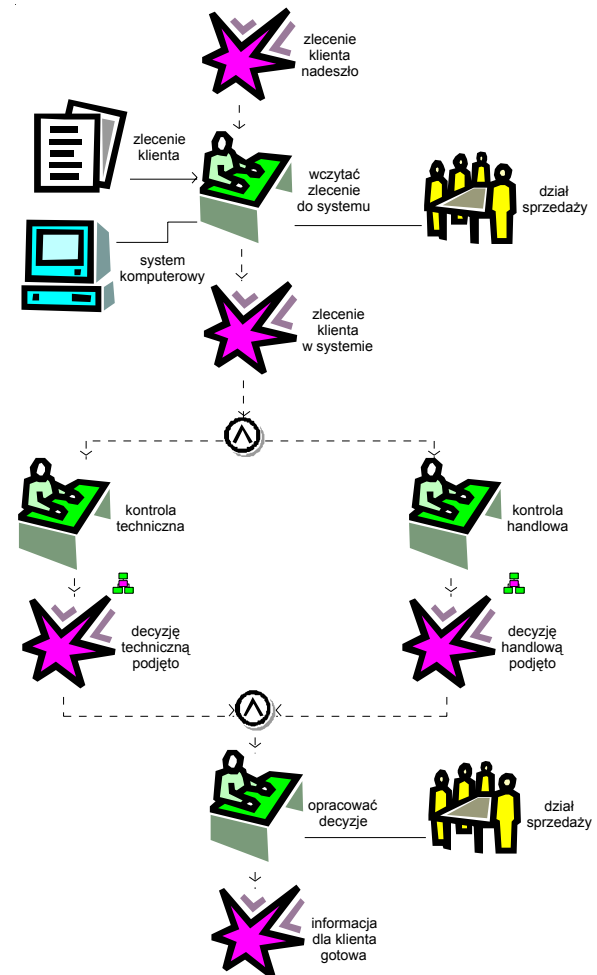 zlecenie
klienta
nadeszło
zlecenie
klienta
wczytać
zlecenie
do systemu
dział
sprzedaży
system
komputerowy
zlecenie
klienta
w systemie
kontrola
techniczna
kontrola
handlowa
decyzję
techniczną
podjęto
decyzję
handlową
podjęto
opracować
decyzje
dział
sprzedaży
informacja
dla klienta
gotowa